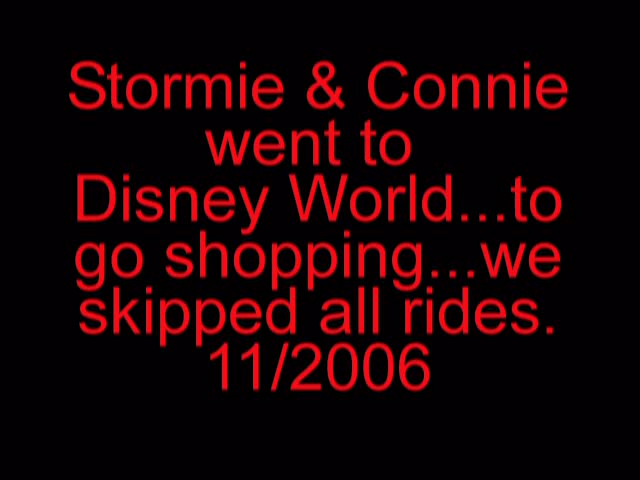 Stormie & Connie
went to
Disney World...to
go shopping...we
skipped all rides.
11/2006